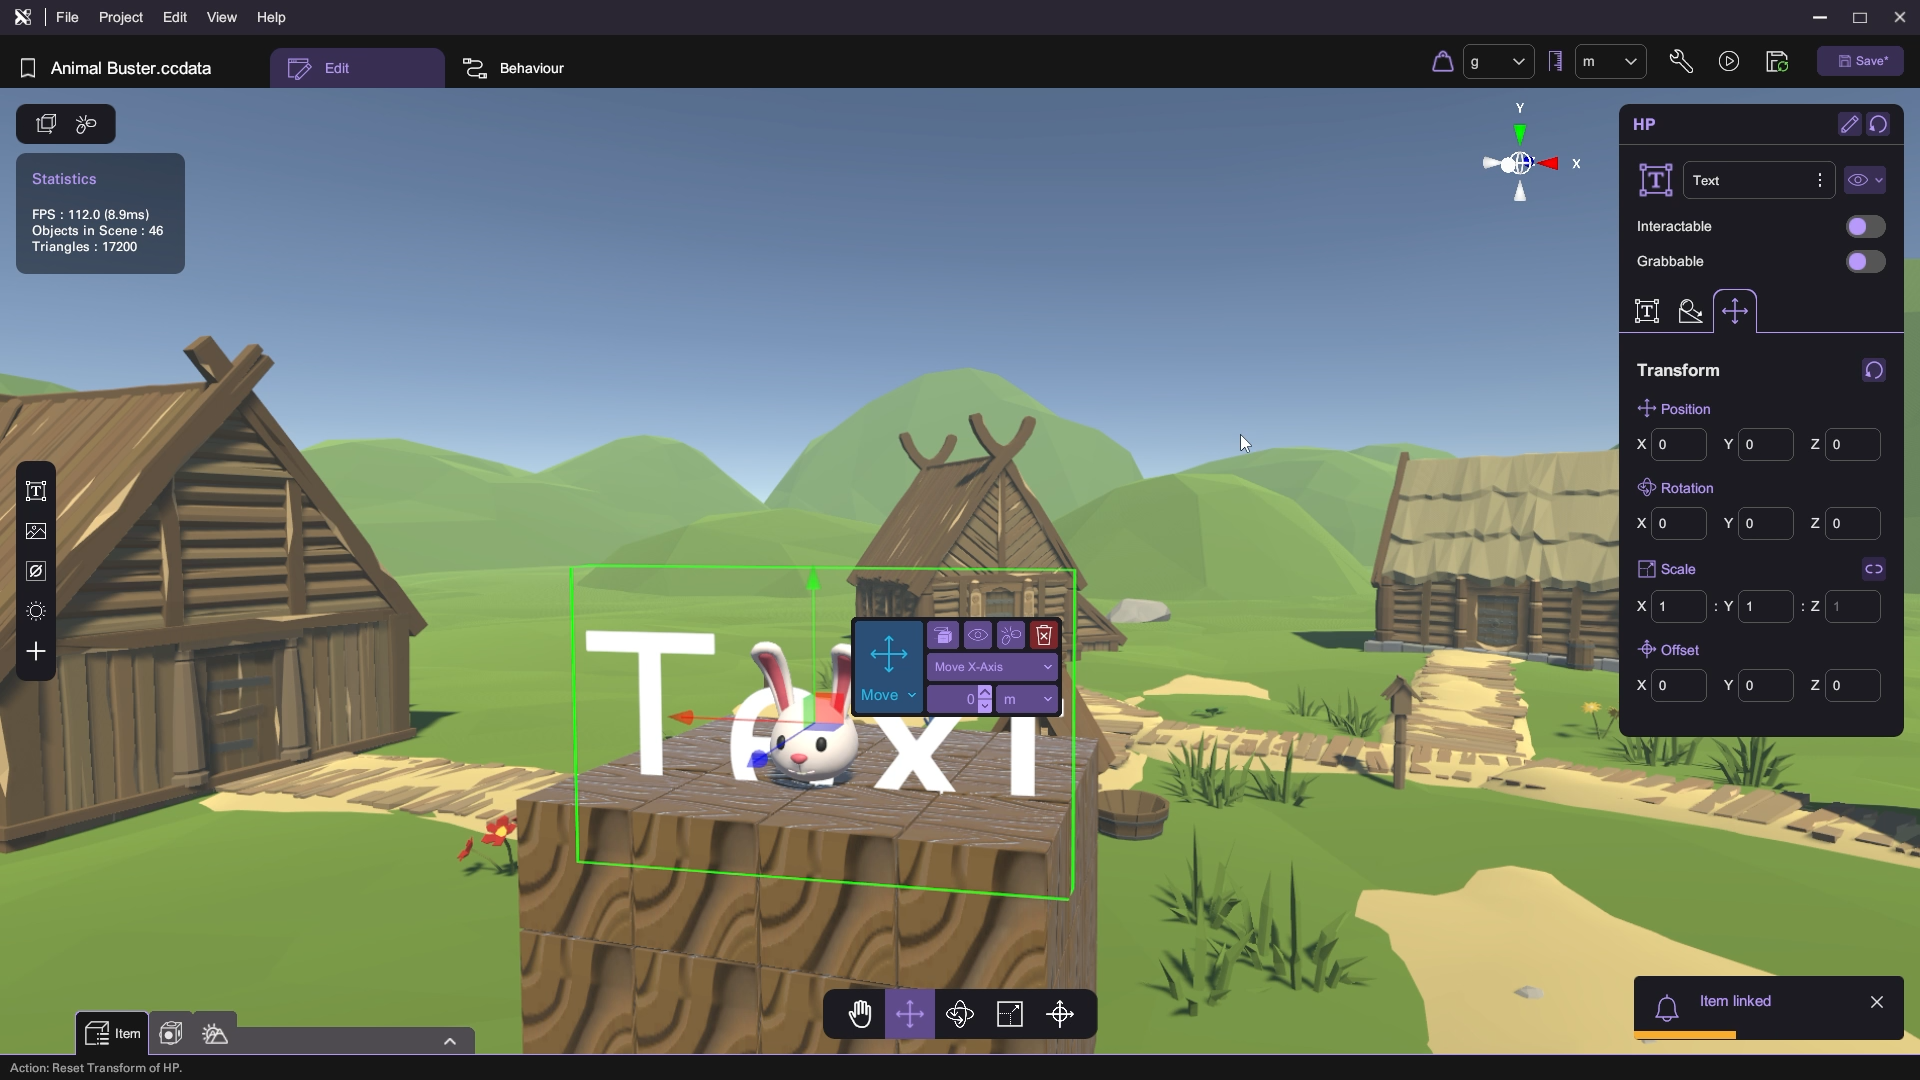 File Project Edit View Help
Animal Buster.ccdata Edit Behaviour g m Save*
Statistics
FPS : 112.0 (8.9ms)
Objects in Scene : 46
Triangles : 17200
Y
X
HP
Text
Interactable
Grabbable
Transform
Position
X 0 Y 0 Z 0
Rotation
X 0 Y 0 Z 0
Scale
X 1 : Y 1 : Z 1
Offset
X 0 Y 0 Z 0
Text
Move
Move X-Axis
0 m
Item linked
Item
Action: Reset Transform of HP.